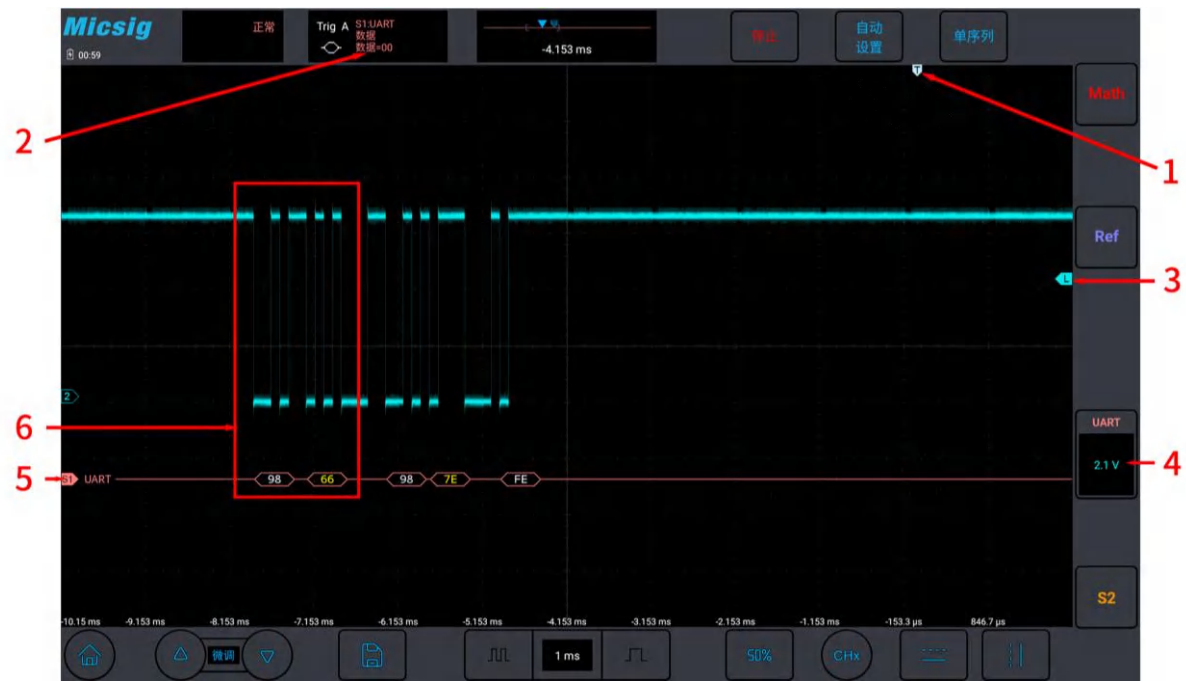 Micsig
00:59
正常
Trig A
S1:UART
数据
数据=00
-4.153 ms
停止
自动
设置
单序列
T
Math
2
1
Ref
L
3
2
UART
2.1 V
4
6
5
S1 UART
98
66
98
7E
FE
S2
-10.15 ms -9.153 ms -8.153 ms -7.153 ms -6.153 ms -5.153 ms -4.153 ms -3.153 ms -2.153 ms -1.153 ms -153.3 µs 846.7 µs
微调
1 ms
50%
CHx